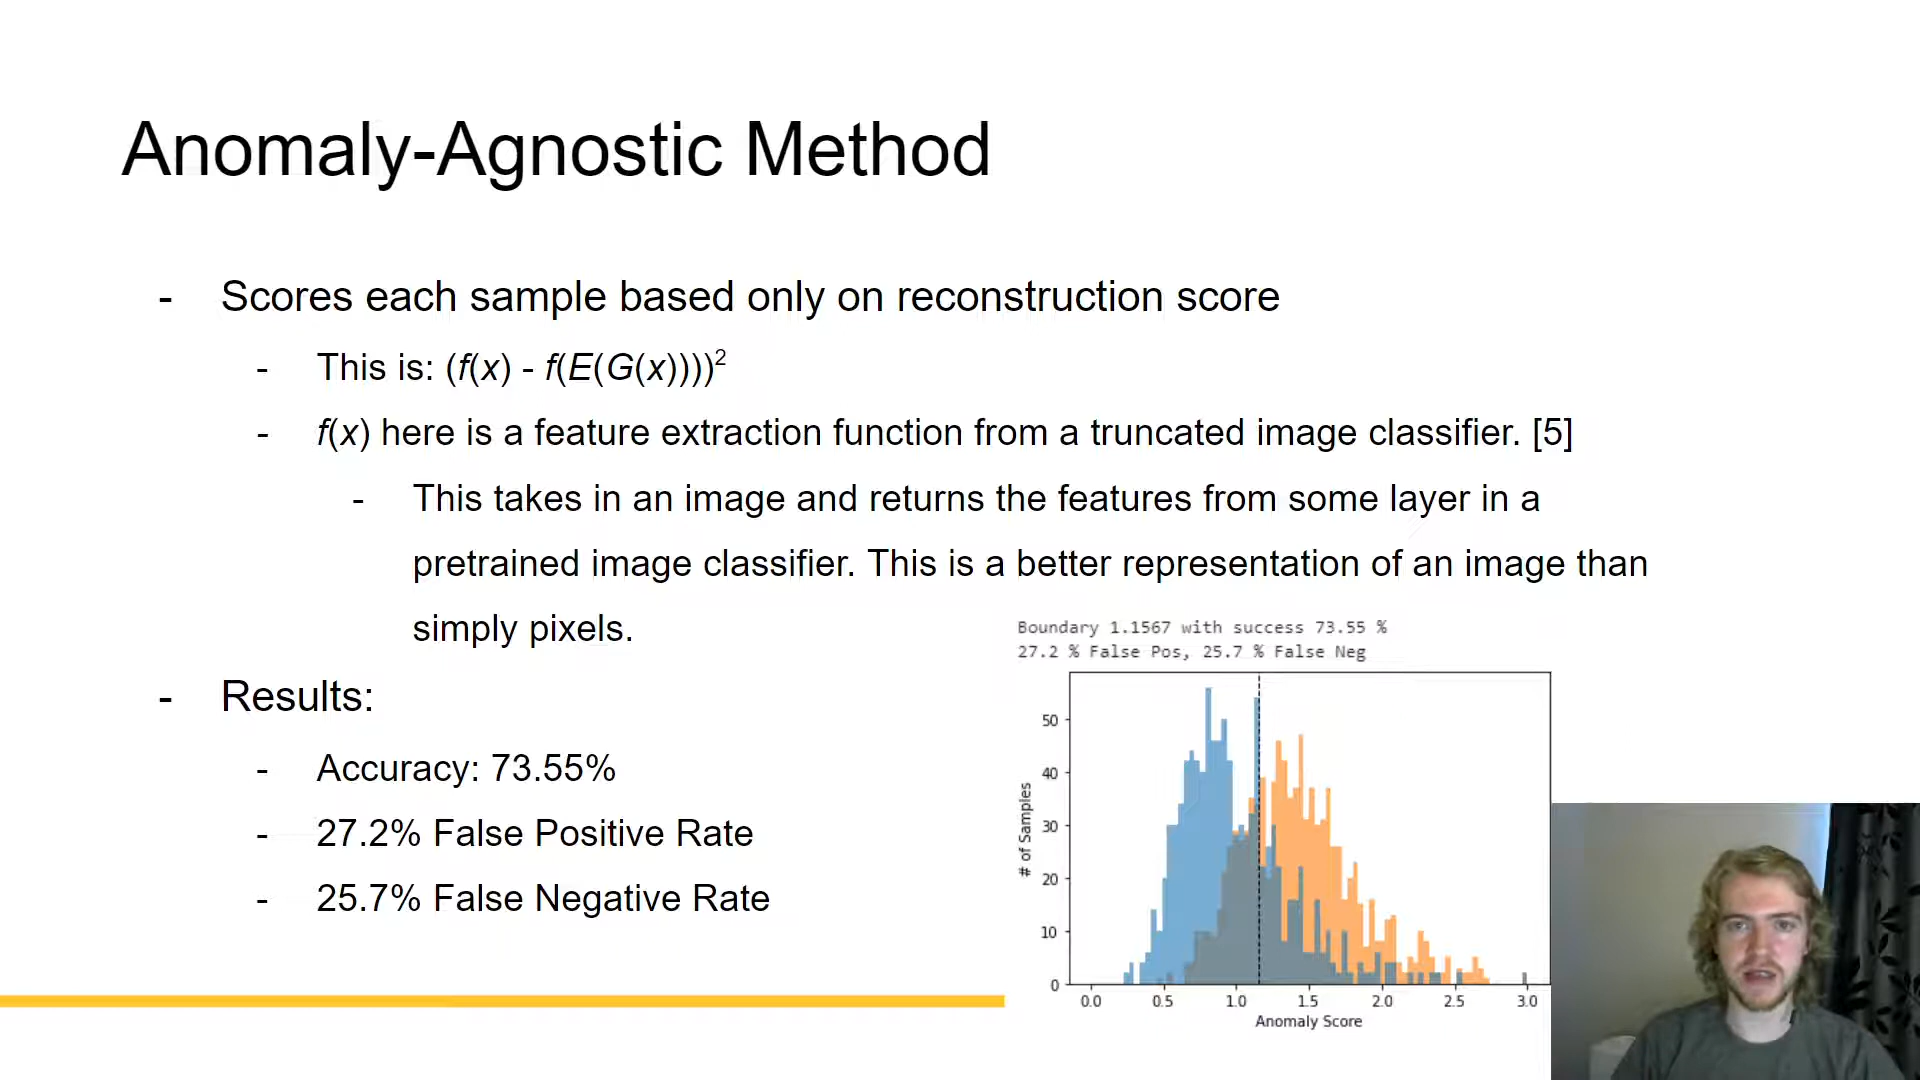 Anomaly-Agnostic Method
- Scores each sample based only on reconstruction score
- This is: (f(x) - f(E(G(x))))²
- f(x) here is a feature extraction function from a truncated image classifier. [5]
- This takes in an image and returns the features from some layer in a
pretrained image classifier. This is a better representation of an image than
simply pixels.
- Results:
- Accuracy: 73.55%
- 27.2% False Positive Rate
- 25.7% False Negative Rate
Boundary 1.1567 with success 73.55 %
27.2 % False Pos, 25.7 % False Neg
# of Samples
50
40
30
20
10
0
0.0 0.5 1.0 1.5 2.0 2.5 3.0
Anomaly Score